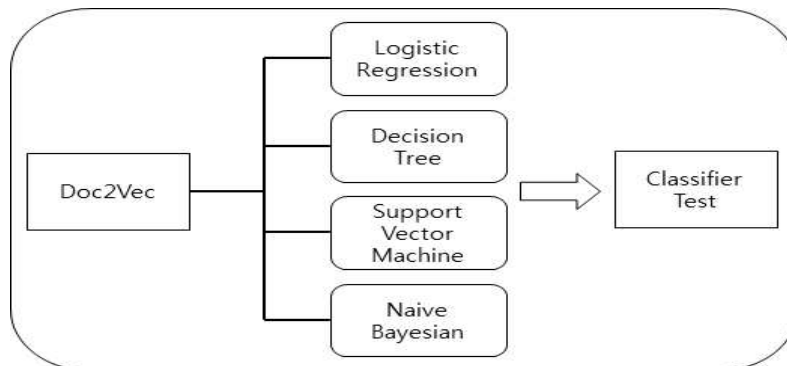 Logistic
Regression
Decision
Tree
Doc2Vec
Support
Vector
Machine
Naive
Bayesian
Classifier
Test